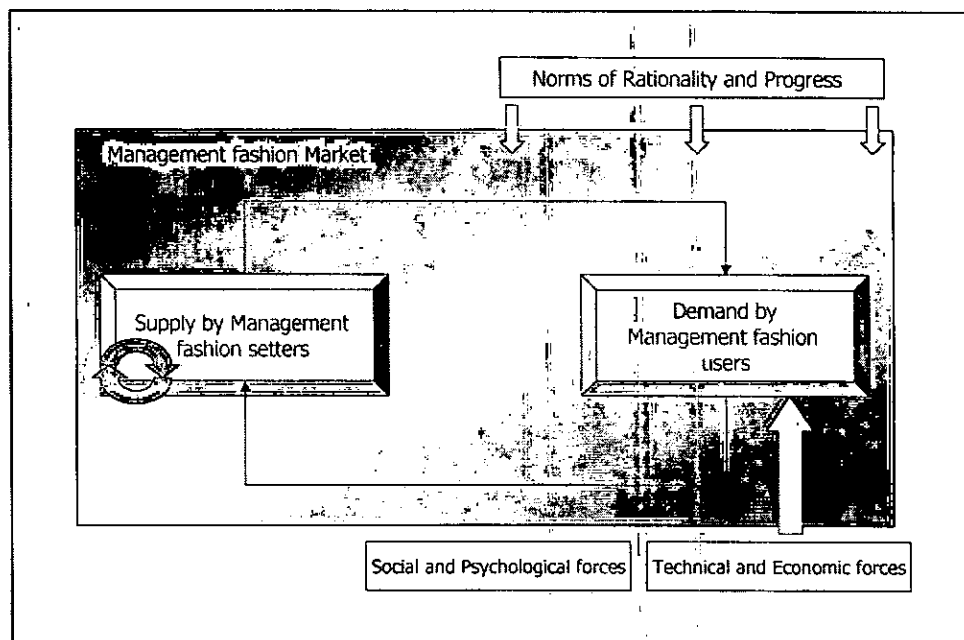 Norms of Rationality and Progress
Management fashion Market
Supply by Management
fashion setters
Demand by
Management fashion
users
Social and Psychological forces
Technical and Economic forces